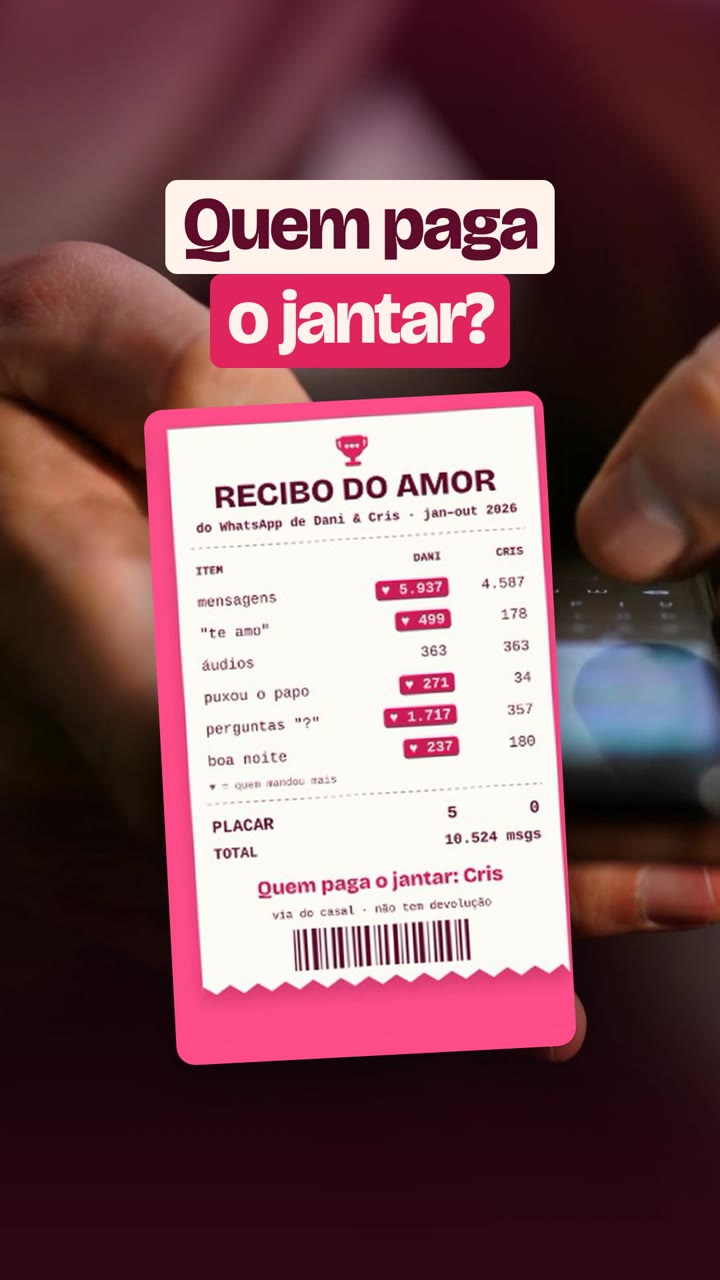 Quem paga
o jantar?
RECIBO DO AMOR
do WhatsApp de Dani & Cris · jan–out 2026
ITEM DANI CRIS
mensagens ♥ 5.937 4.587
"te amo" ♥ 499 178
áudios 363 363
puxou o papo ♥ 271 34
perguntas "?" ♥ 1.717 357
boa noite ♥ 237 180
♥ = quem mandou mais
PLACAR 5 0
TOTAL 10.524 msgs
Quem paga o jantar: Cris
via do casal · não tem devolução